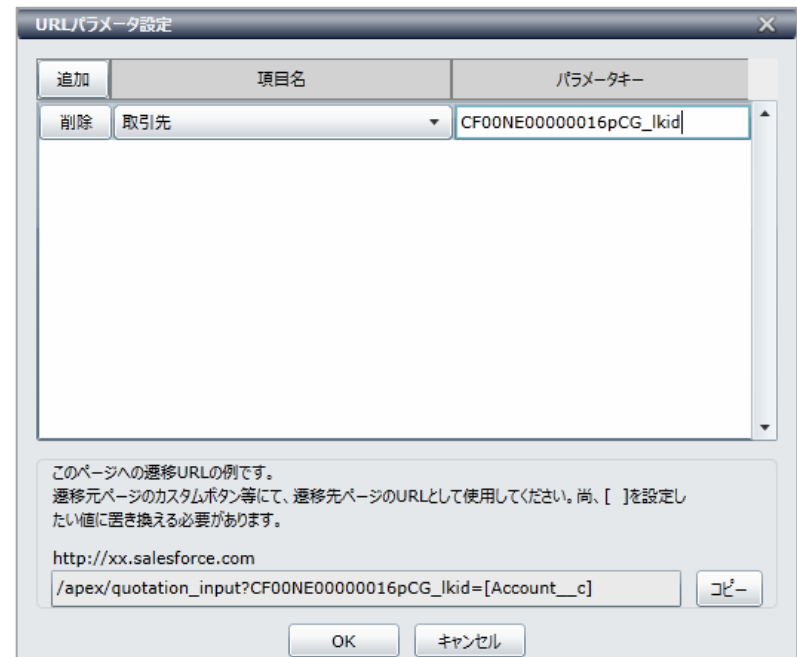 URLパラメータ設定
追加 項目名 パラメータキー
削除 取引先 CF00NE00000016pCG_lkid
このページへの遷移URLの例です。
遷移元ページのカスタムボタン等にて、遷移先ページのURLとして使用してください。尚、[ ]を設定し
たい値に置き換える必要があります。
http://xx.salesforce.com
/apex/quotation_input?CF00NE00000016pCG_lkid=[Account__c] コピー
OK キャンセル